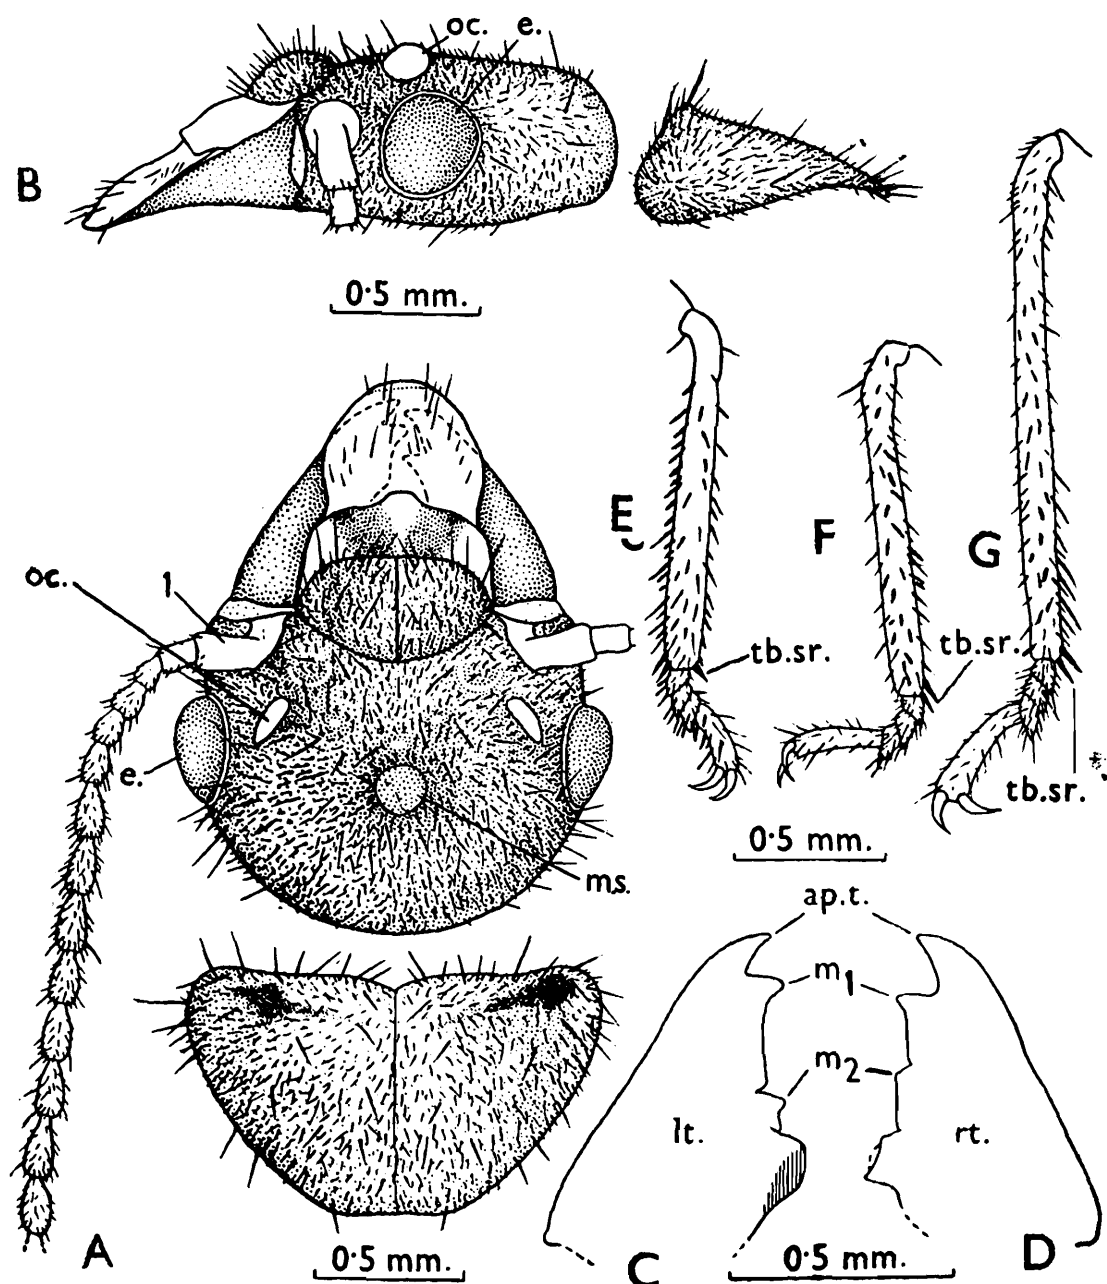 oc. e.
B
0·5 mm.
E
F
G
oc. 1
tb.sr.
tb.sr.
e.
tb.sr.
0·5 mm.
ms.
ap.t.
m1
m2
lt. rt.
A
0·5 mm.
C
0·5 mm.
D